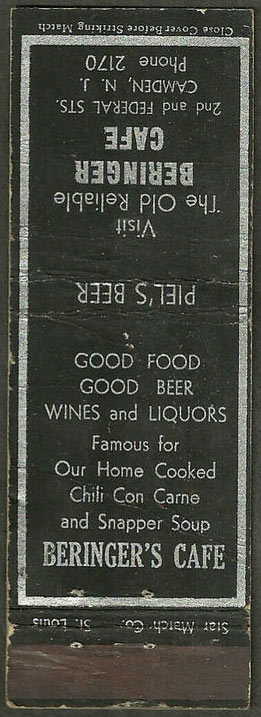 Close Cover Before Striking Match
Visit
The Old Reliable
BERINGER
CAFE
2nd and FEDERAL STS.
CAMDEN, N. J.
Phone 2170
PIEL'S BEER
GOOD FOOD
GOOD BEER
WINES and LIQUORS
Famous for
Our Home Cooked
Chili Con Carne
and Snapper Soup
BERINGER'S CAFE
Star Match Co. St. Louis